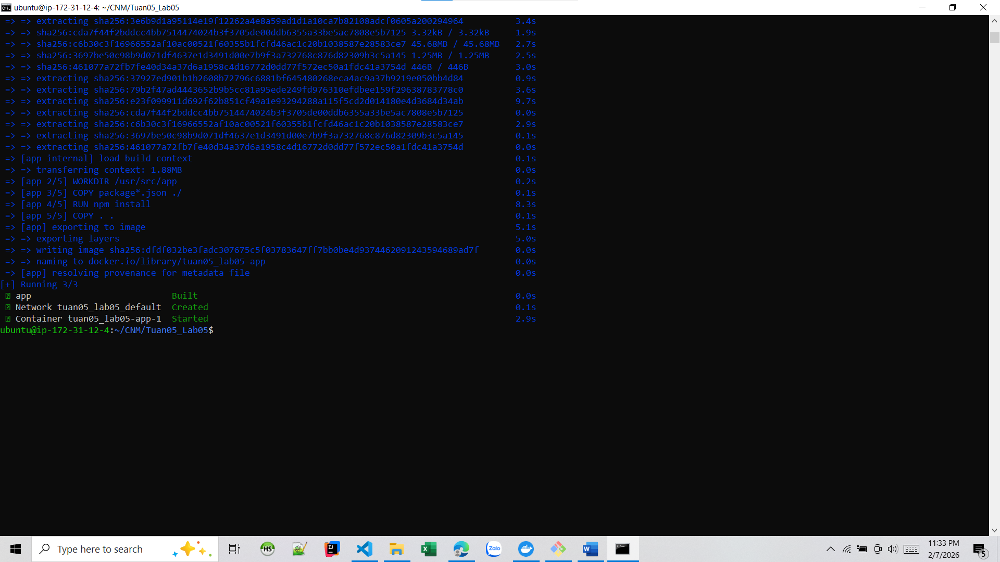 ubuntu@ip-172-31-12-4: ~/CNM/Tuan05_Lab05
=> => extracting sha256:3e6b9d1a95114e19f12262a4e8a59ad1d1a10ca7b82108adcf0605a200294964 3.4s
=> => sha256:cda7f44f2bddcc4bb7514474024b3f3705de00ddb6355a33be5ac7808e5b7125 3.32kB / 3.32kB 1.9s
=> => sha256:c6b30c3f16966552af10ac00521f60355b1fcfd46ac1c20b1038587e28583ce7 45.68MB / 45.68MB 2.7s
=> => sha256:3697be50c98b9d071df4637e1d3491d00e7b9f3a732768c876d82309b3c5a145 1.25MB / 1.25MB 2.5s
=> => sha256:461077a72fb7fe40d34a37d6a1958c4d16772d0dd77f572ec50a1fdc41a3754d 446B / 446B 3.0s
=> => extracting sha256:37927ed901b1b2608b72796c6881bf645480268eca4ac9a37b9219e050bb4d84 0.9s
=> => extracting sha256:79b2f47ad4443652b9b5cc81a95ede249fd976310efdbee159f29638783778c0 3.6s
=> => extracting sha256:e23f099911d692f62b851cf49a1e93294288a115f5cd2d014180e4d3684d34ab 9.7s
=> => extracting sha256:cda7f44f2bddcc4bb7514474024b3f3705de00ddb6355a33be5ac7808e5b7125 0.0s
=> => extracting sha256:c6b30c3f16966552af10ac00521f60355b1fcfd46ac1c20b1038587e28583ce7 2.9s
=> => extracting sha256:3697be50c98b9d071df4637e1d3491d00e7b9f3a732768c876d82309b3c5a145 0.1s
=> => extracting sha256:461077a72fb7fe40d34a37d6a1958c4d16772d0dd77f572ec50a1fdc41a3754d 0.0s
=> [app internal] load build context 0.1s
=> => transferring context: 1.88MB 0.0s
=> [app 2/5] WORKDIR /usr/src/app 0.2s
=> [app 3/5] COPY package*.json ./ 0.1s
=> [app 4/5] RUN npm install 8.3s
=> [app 5/5] COPY . . 0.1s
=> [app] exporting to image 5.1s
=> => exporting layers 5.0s
=> => writing image sha256:dfdf032be3fadc307675c5f03783647ff7bb0be4d9374462091243594689ad7f 0.0s
=> => naming to docker.io/library/tuan05_lab05-app 0.0s
=> [app] resolving provenance for metadata file 0.0s
[+] Running 3/3
app Built 0.0s
Network tuan05_lab05_default Created 0.1s
Container tuan05_lab05-app-1 Started 2.9s
ubuntu@ip-172-31-12-4:~/CNM/Tuan05_Lab05$
Type here to search
HS
IJ
X
Zalo
W
11:33 PM
2/7/2026
5